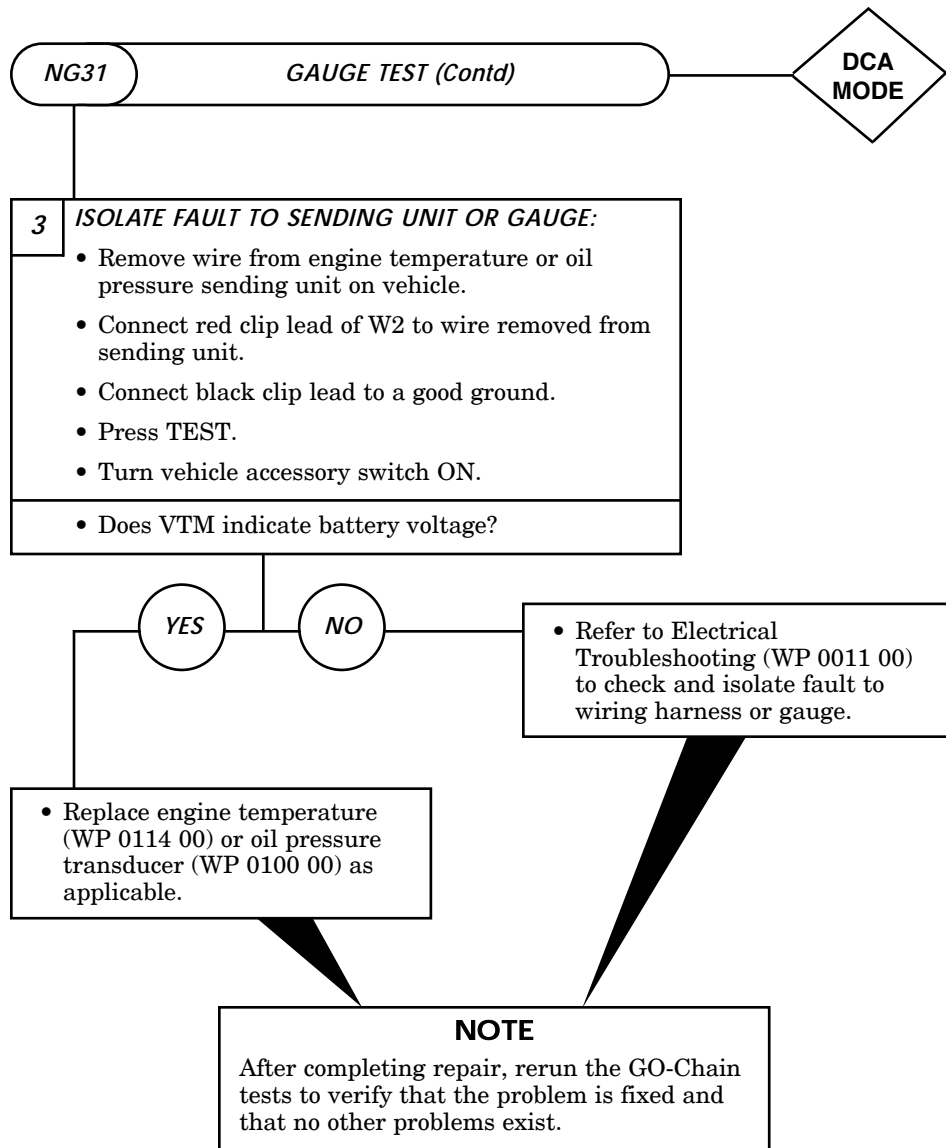 NG31
GAUGE TEST (Contd)
DCA
MODE
3
ISOLATE FAULT TO SENDING UNIT OR GAUGE:
• Remove wire from engine temperature or oil
pressure sending unit on vehicle.
• Connect red clip lead of W2 to wire removed from
sending unit.
• Connect black clip lead to a good ground.
• Press TEST.
• Turn vehicle accessory switch ON.
• Does VTM indicate battery voltage?
YES
NO
• Refer to Electrical
Troubleshooting (WP 0011 00)
to check and isolate fault to
wiring harness or gauge.
• Replace engine temperature
(WP 0114 00) or oil pressure
transducer (WP 0100 00) as
applicable.
NOTE
After completing repair, rerun the GO-Chain
tests to verify that the problem is fixed and
that no other problems exist.